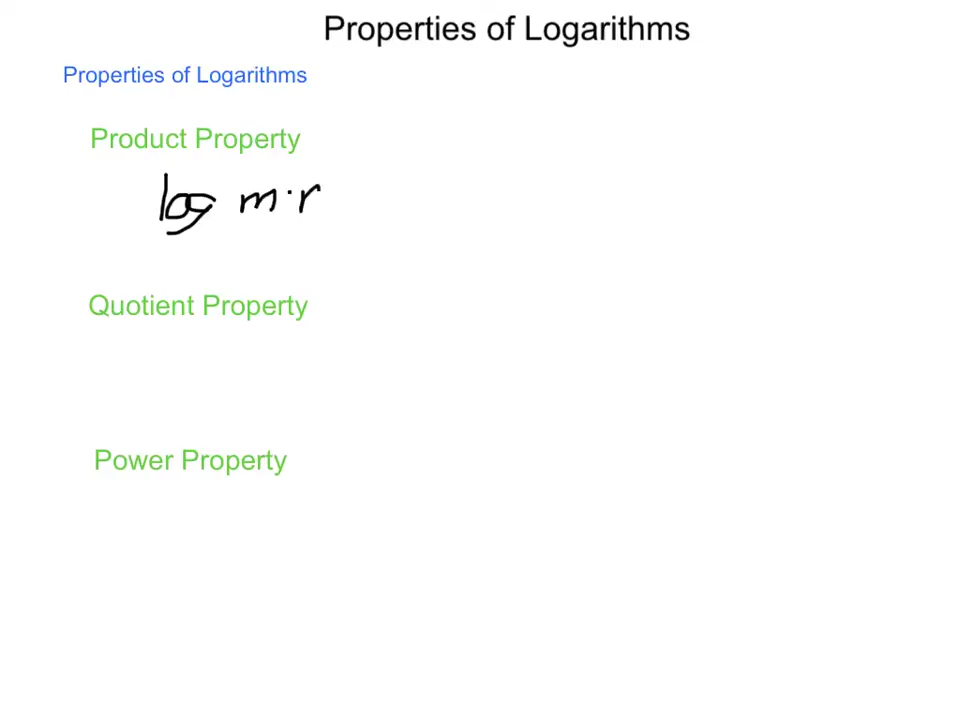 Properties of Logarithms
Properties of Logarithms
Product Property
log m·r
Quotient Property
Power Property